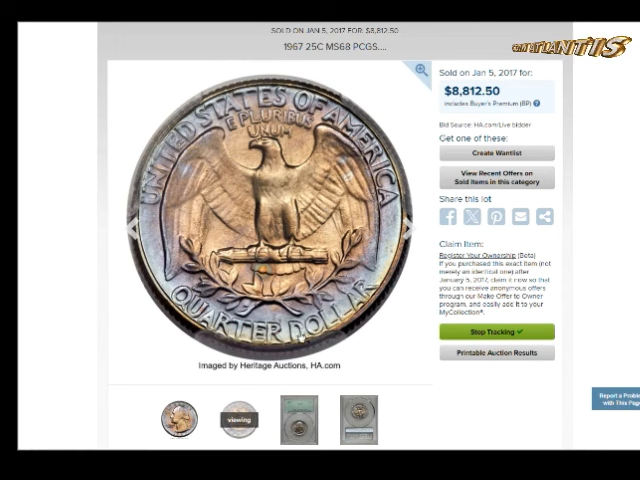 SOLD ON JAN 5, 2017 FOR: $8,812.50
1967 25C MS68 PCGS....
COIN ATLANTIIS
UNITED STATES OF AMERICA
E PLURIBUS
UNUM
QUARTER DOLLAR
Imaged by Heritage Auctions, HA.com
viewing
Sold on Jan 5, 2017 for:
$8,812.50
Includes Buyer's Premium (BP)
Bid Source: HA.com/Live bidder
Get one of these:
Create Wantlist
View Recent Offers on
Sold Items in this category
Share this lot
Claim Item:
Register Your Ownership (Beta)
If you purchased this exact item (not
merely an identical one) after
January 5, 2017, claim it now so that
you can receive anonymous offers
through our Make Offer to Owner
program, and easily add it to your
MyCollection®.
Stop Tracking
Printable Auction Results
Report a Proble
with This Page